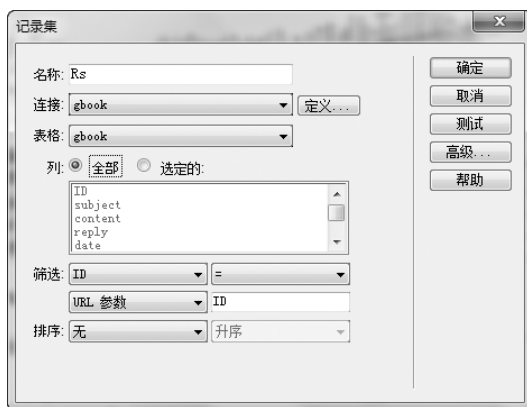 记录集
名称: Rs
确定
连接: gbook 定义...
取消
表格: gbook
测试
列: 全部 选定的:
高级...
ID
帮助
subject
content
reply
date
筛选: ID =
URL 参数 ID
排序: 无 升序